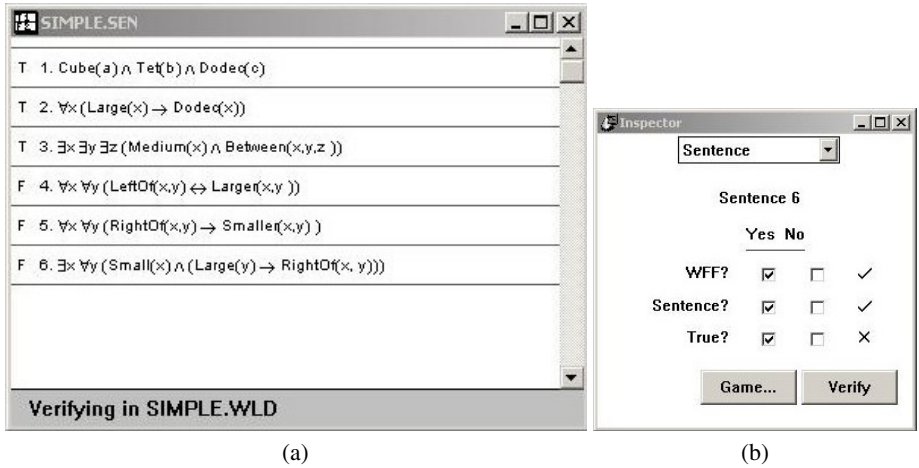 SIMPLE.SEN
T 1. Cube(a) ∧ Tet(b) ∧ Dodec(c)
T 2. ∀x (Large(x) → Dodec(x))
T 3. ∃x ∃y ∃z (Medium(x) ∧ Between(x,y,z ))
F 4. ∀x ∀y (LeftOf(x,y) ↔ Larger(x,y ))
F 5. ∀x ∀y (RightOf(x,y) → Smaller(x,y) )
F 6. ∃x ∀y (Small(x) ∧ (Large(y) → RightOf(x, y)))
Verifying in SIMPLE.WLD
(a)
Inspector
Sentence
Sentence 6
Yes No
WFF?
Sentence?
True?
Game... Verify
(b)